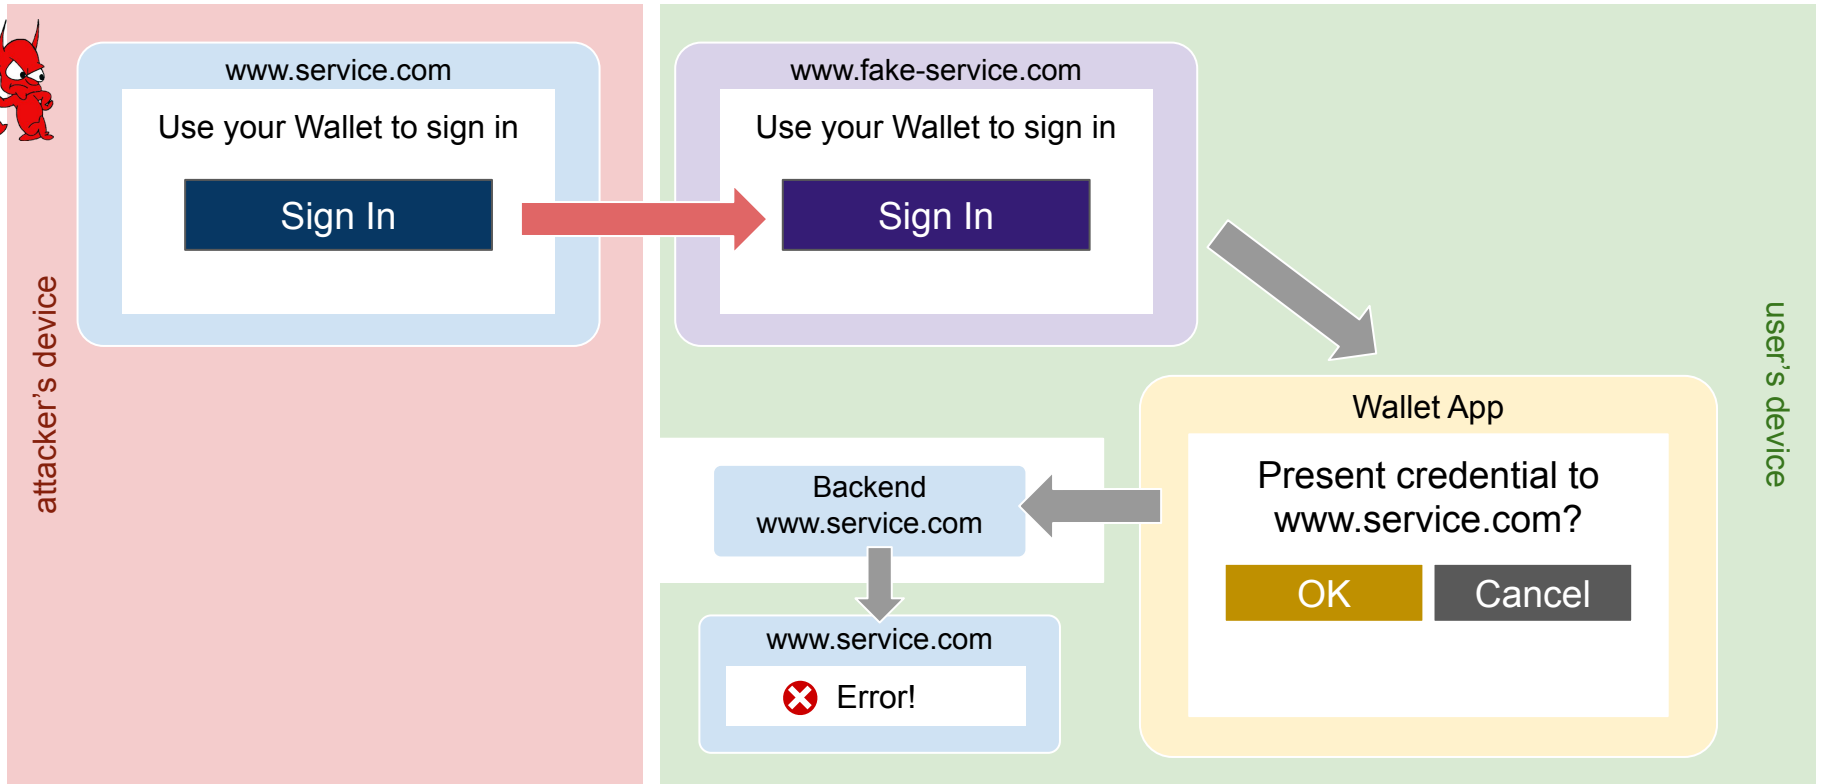 www.service.com
Use your Wallet to sign in
Sign In
www.fake-service.com
Use your Wallet to sign in
Sign In
attacker’s device
user’s device
Wallet App
Present credential to
www.service.com?
OK
Cancel
Backend
www.service.com
www.service.com
Error!